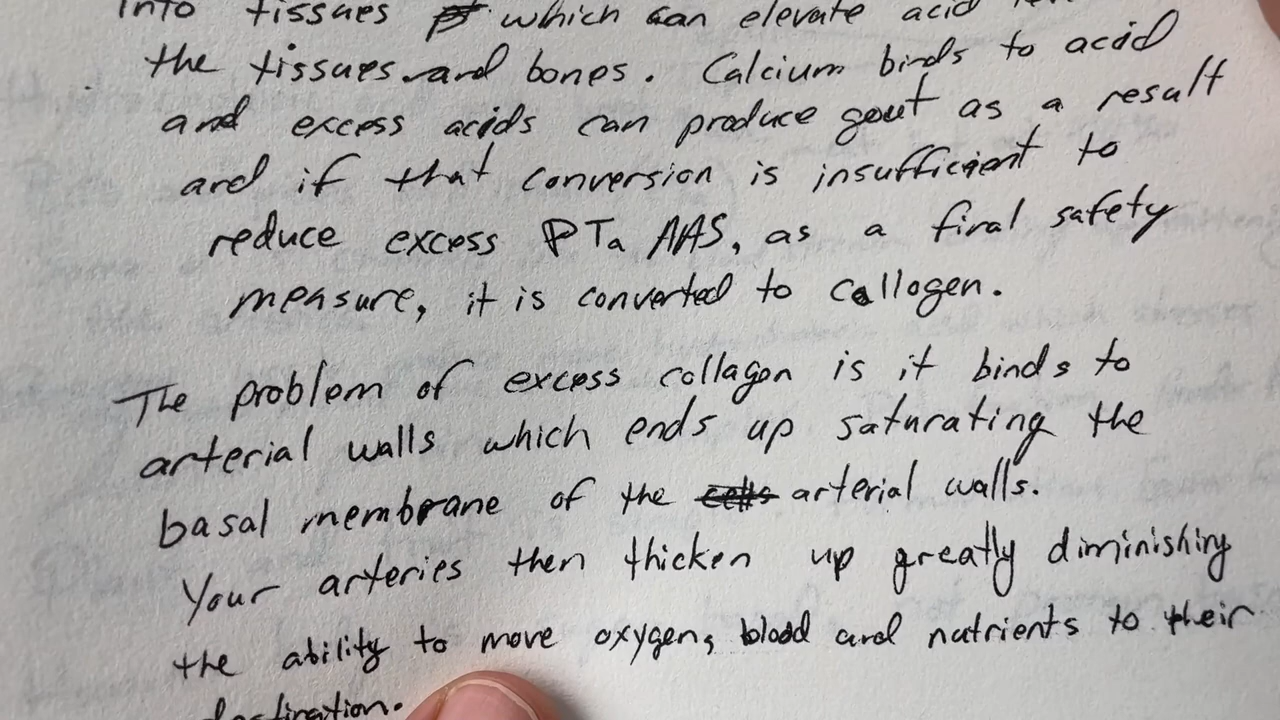 into tissues which can elevate acid
the tissues and bones. Calcium binds to acid
and excess acids can produce gout as a result
and if that conversion is insufficient to
reduce excess PTa AAS, as a final safety
measure, it is converted to callogen.
The problem of excess collagen is it binds to
arterial walls which ends up saturating the
basal membrane of the cells arterial walls.
Your arteries then thicken up greatly diminishing
the ability to move oxygen, blood and nutrients to their
destination.